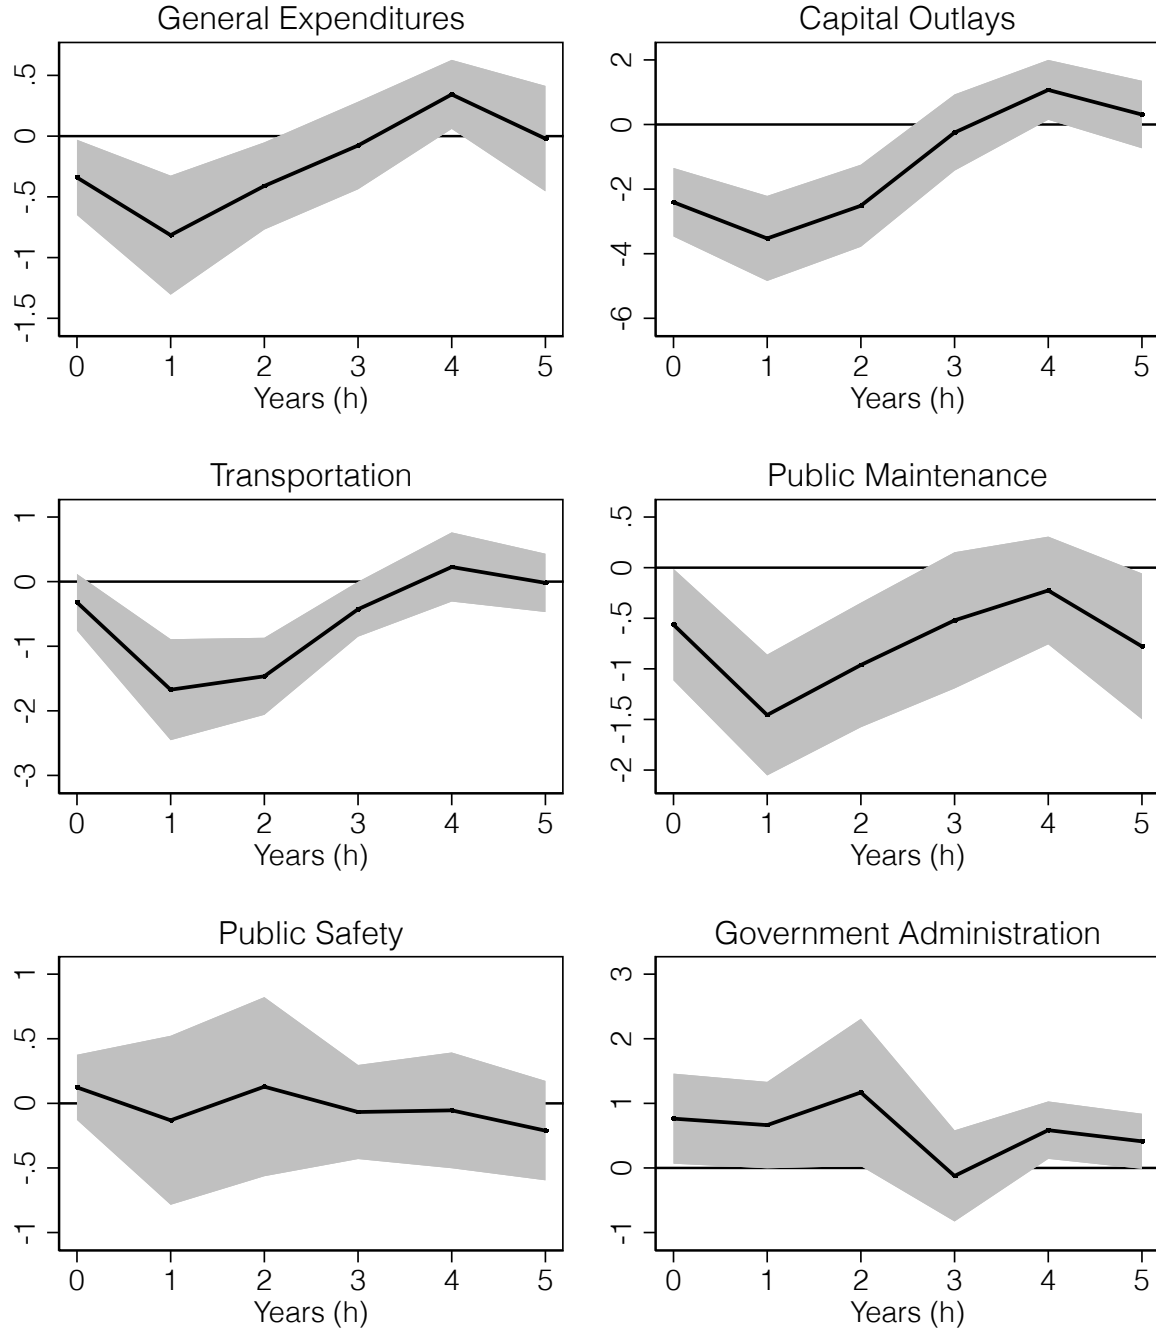 General Expenditures
.5
0
-.5
-1
-1.5
0 1 2 3 4 5
Years (h)
Capital Outlays
2
0
-2
-4
-6
0 1 2 3 4 5
Years (h)
Transportation
1
0
-1
-2
-3
0 1 2 3 4 5
Years (h)
Public Maintenance
.5
0
-.5
-1
-1.5
-2
0 1 2 3 4 5
Years (h)
Public Safety
1
.5
0
-.5
-1
0 1 2 3 4 5
Years (h)
Government Administration
3
2
1
0
-1
0 1 2 3 4 5
Years (h)